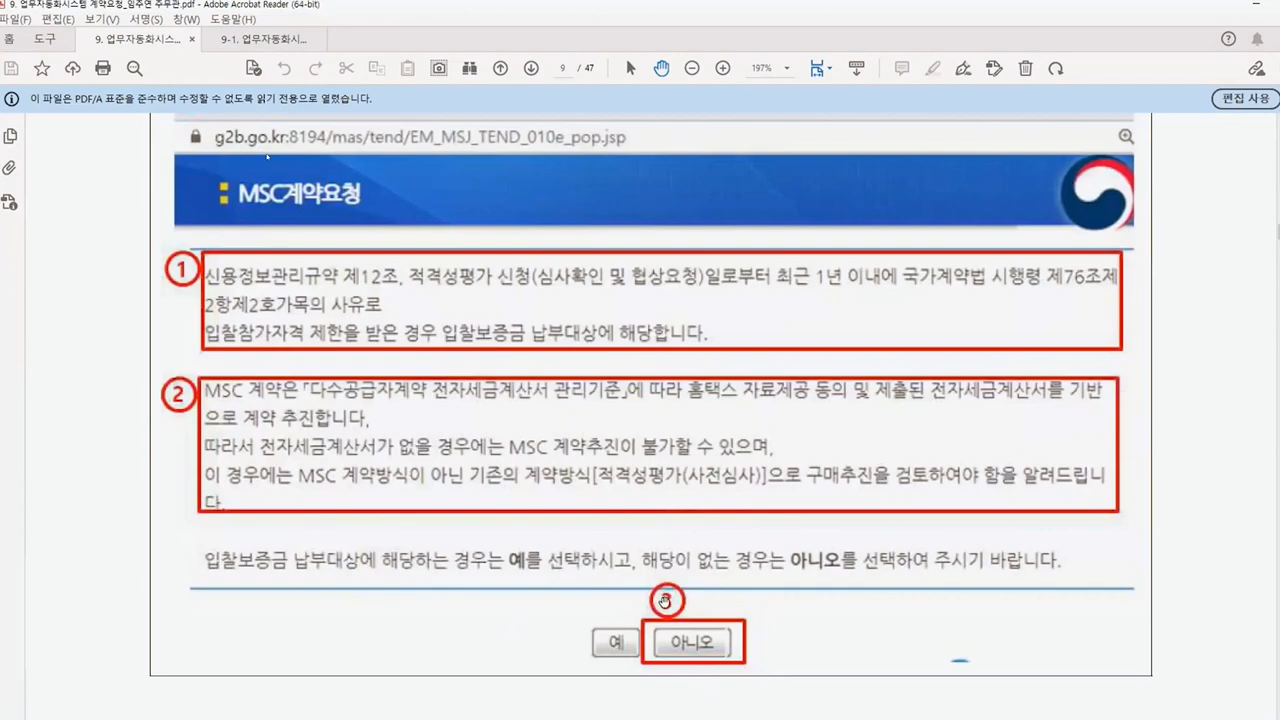 9. 업무자동화시스템 계약요청_임주연 주무관.pdf - Adobe Acrobat Reader (64-bit)
파일(F) 편집(E) 보기(V) 서명(S) 창(W) 도움말(H)
홈 도구 9. 업무자동화시스... × 9-1. 업무자동화시...
9 / 47 197%
이 파일은 PDF/A 표준을 준수하며 수정할 수 없도록 읽기 전용으로 열렸습니다. 편집 사용
g2b.go.kr:8194/mas/tend/EM_MSJ_TEND_010e_pop.jsp
MSC계약요청
① 신용정보관리규약 제12조, 적격성평가 신청(심사확인 및 협상요청)일로부터 최근 1년 이내에 국가계약법 시행령 제76조제
2항제2호가목의 사유로
입찰참가자격 제한을 받은 경우 입찰보증금 납부대상에 해당합니다.
② MSC 계약은 ｢다수공급자계약 전자세금계산서 관리기준｣에 따라 홈택스 자료제공 동의 및 제출된 전자세금계산서를 기반
으로 계약 추진합니다,
따라서 전자세금계산서가 없을 경우에는 MSC 계약추진이 불가할 수 있으며,
이 경우에는 MSC 계약방식이 아닌 기존의 계약방식[적격성평가(사전심사)]으로 구매추진을 검토하여야 함을 알려드립니
다.
입찰보증금 납부대상에 해당하는 경우는 예를 선택하시고, 해당이 없는 경우는 아니오를 선택하여 주시기 바랍니다.
예 아니오